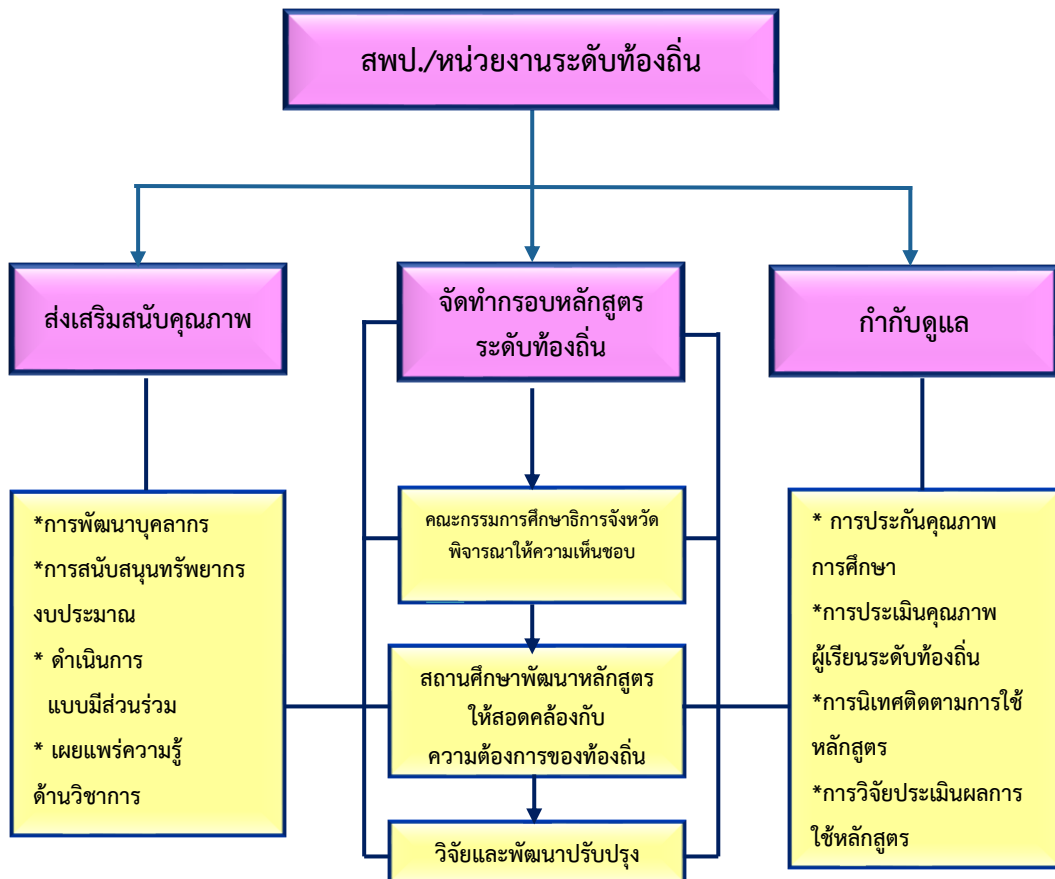 สพป./หน่วยงานระดับท้องถิ่น
ส่งเสริมสนับคุณภาพ
จัดทำกรอบหลักสูตร
ระดับท้องถิ่น
กำกับดูแล
*การพัฒนาบุคลากร
*การสนับสนุนทรัพยากร
งบประมาณ
* ดำเนินการ
แบบมีส่วนร่วม
* เผยแพร่ความรู้
ด้านวิชาการ
คณะกรรมการศึกษาธิการจังหวัด
พิจารณาให้ความเห็นชอบ
สถานศึกษาพัฒนาหลักสูตร
ให้สอดคล้องกับ
ความต้องการของท้องถิ่น
วิจัยและพัฒนาปรับปรุง
* การประกันคุณภาพ
การศึกษา
*การประเมินคุณภาพ
ผู้เรียนระดับท้องถิ่น
*การนิเทศติดตามการใช้
หลักสูตร
*การวิจัยประเมินผลการ
ใช้หลักสูตร